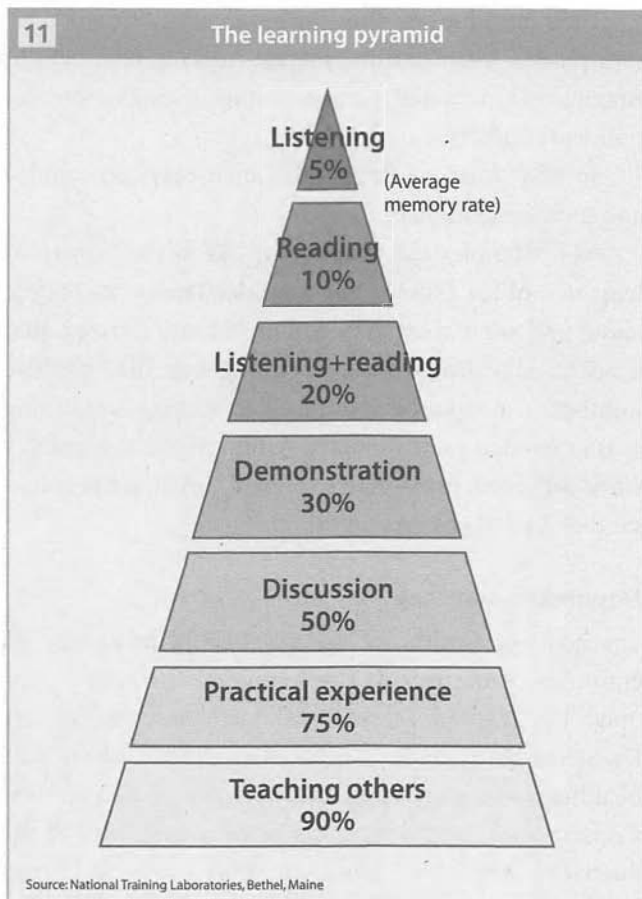 11
The learning pyramid
Listening
5%
(Average
memory rate)
Reading
10%
Listening+reading
20%
Demonstration
30%
Discussion
50%
Practical experience
75%
Teaching others
90%
Source: National Training Laboratories, Bethel, Maine